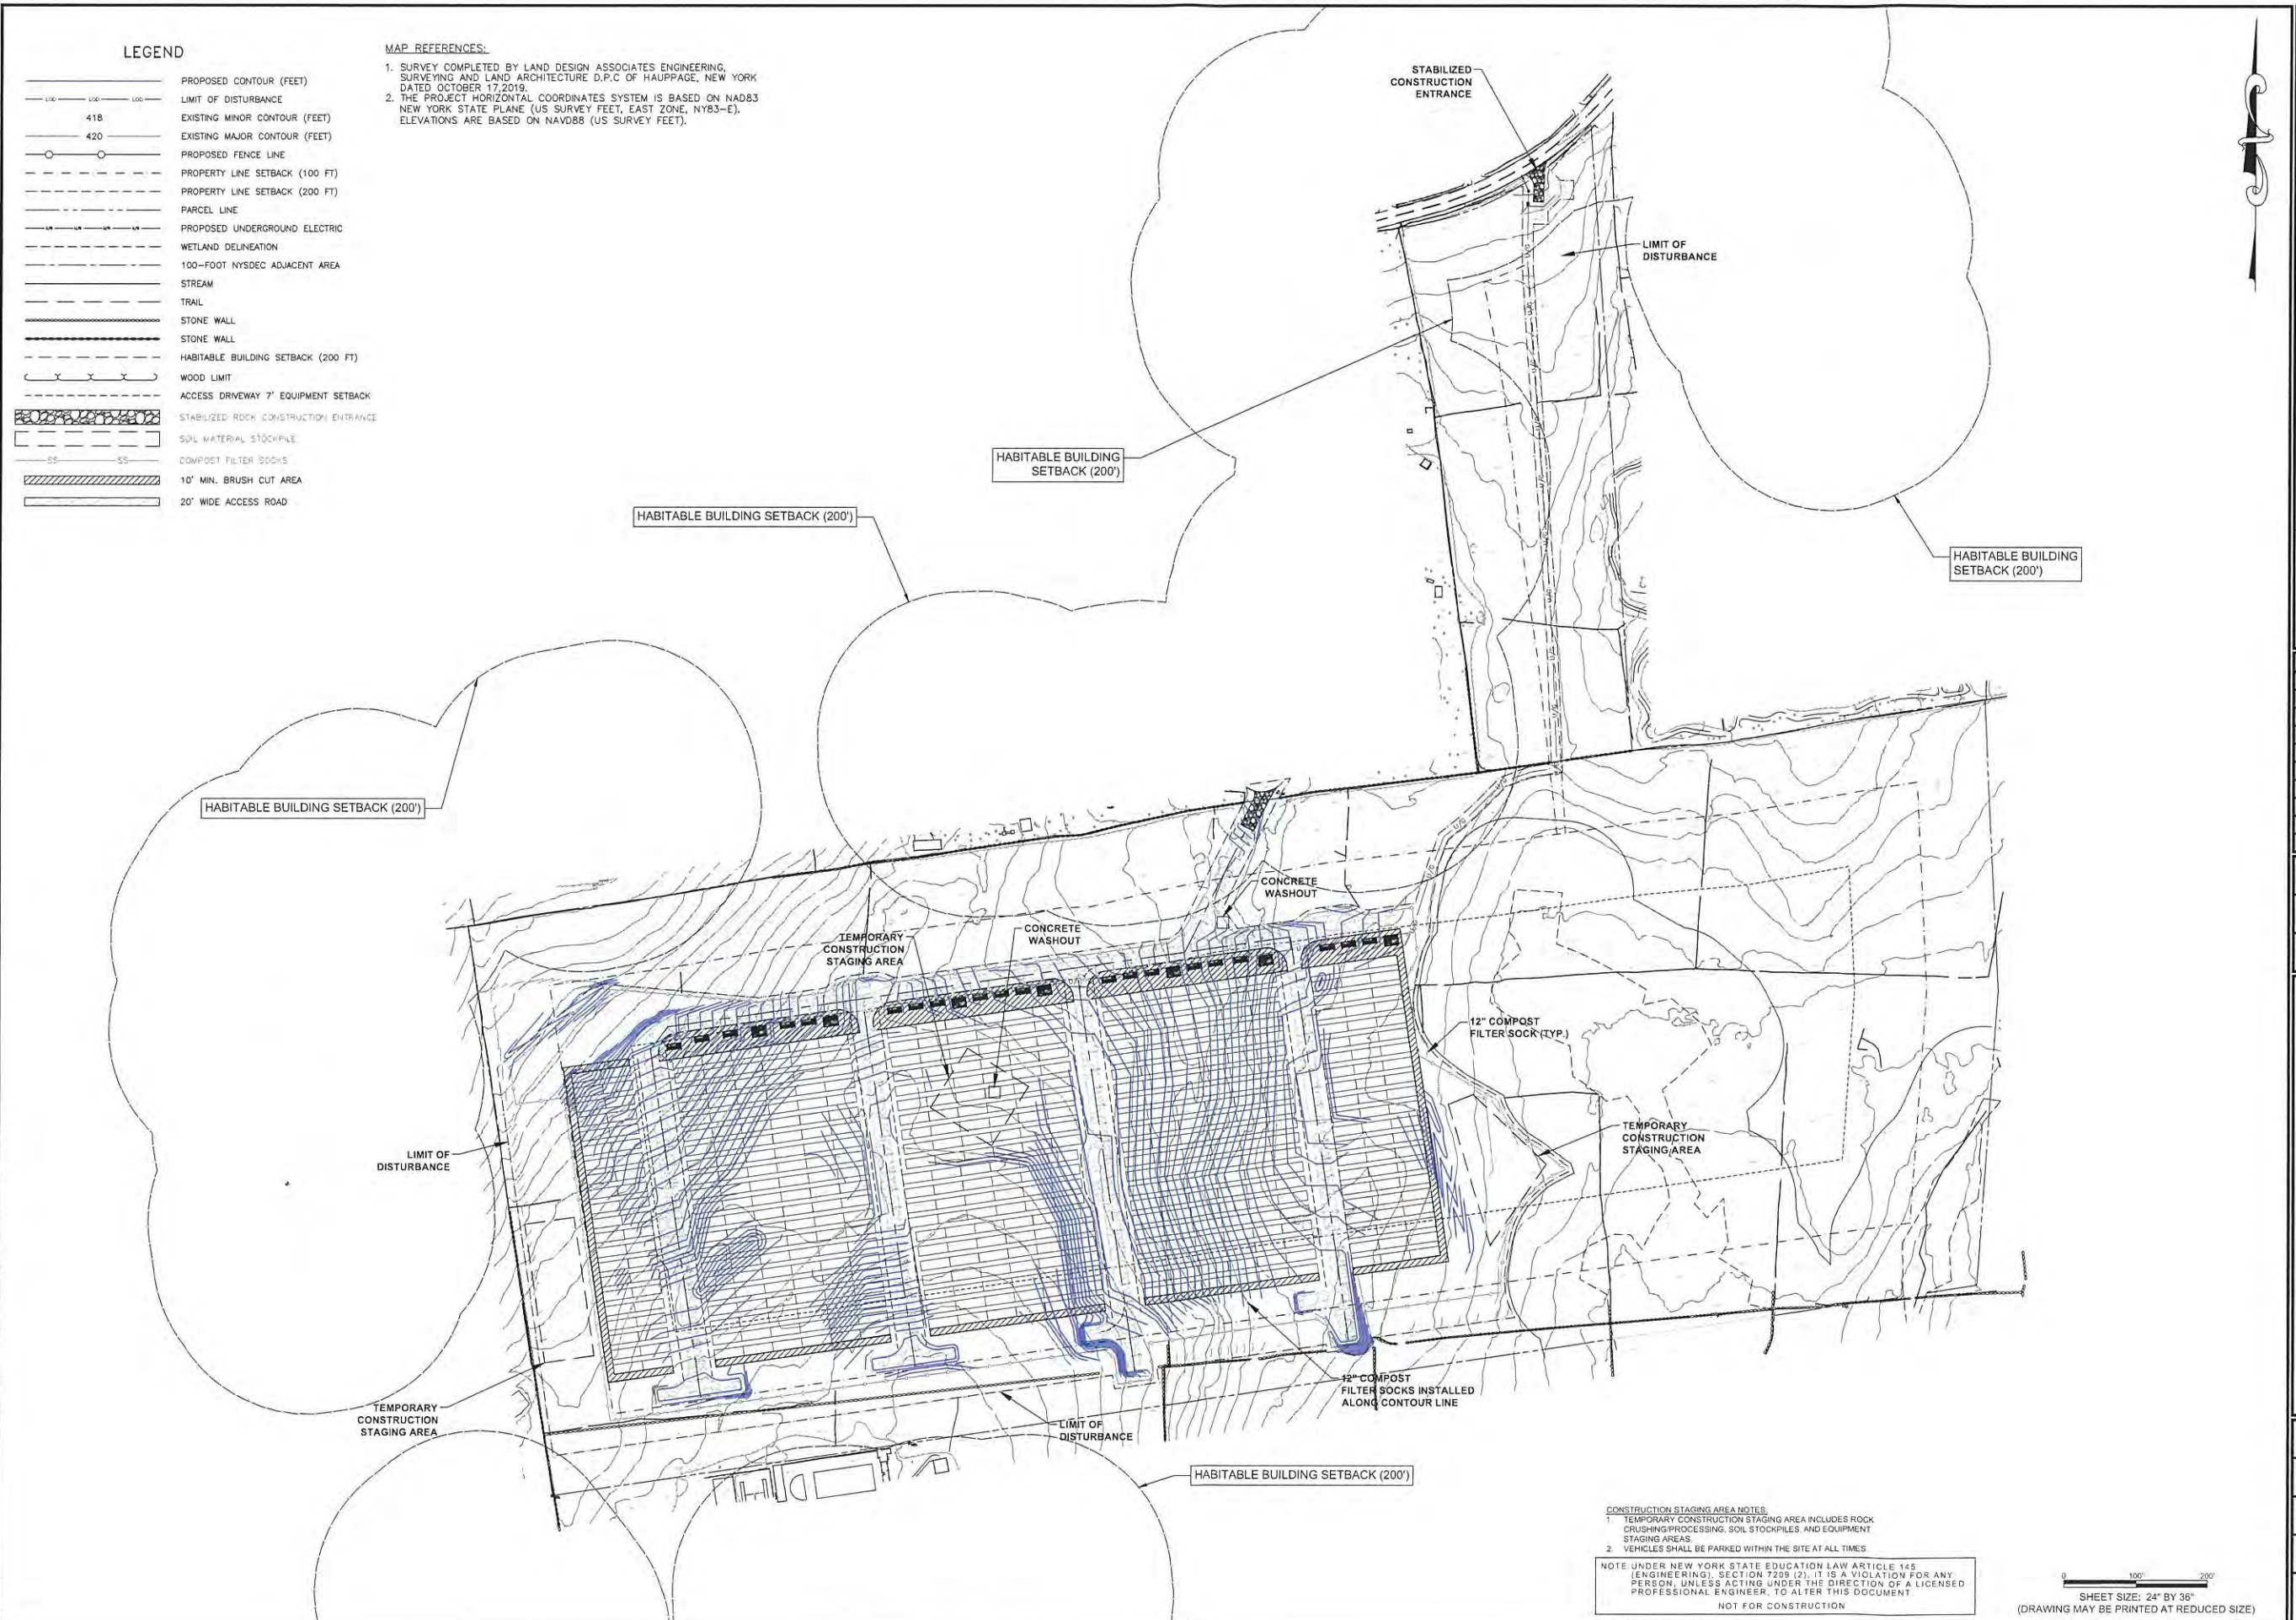 LEGEND
PROPOSED CONTOUR (FEET)
LOD LOD LOD LIMIT OF DISTURBANCE
418 EXISTING MINOR CONTOUR (FEET)
420 EXISTING MAJOR CONTOUR (FEET)
PROPOSED FENCE LINE
PROPERTY LINE SETBACK (100 FT)
PROPERTY LINE SETBACK (200 FT)
PARCEL LINE
PROPOSED UNDERGROUND ELECTRIC
WETLAND DELINEATION
100-FOOT NYSDEC ADJACENT AREA
STREAM
TRAIL
STONE WALL
STONE WALL
HABITABLE BUILDING SETBACK (200 FT)
WOOD LIMIT
ACCESS DRIVEWAY 7' EQUIPMENT SETBACK
STABILIZED ROCK CONSTRUCTION ENTRANCE
SOIL MATERIAL STOCKPILE
SS SS COMPOST FILTER SOCKS
10' MIN. BRUSH CUT AREA
20' WIDE ACCESS ROAD
MAP REFERENCES:
1. SURVEY COMPLETED BY LAND DESIGN ASSOCIATES ENGINEERING,
SURVEYING AND LAND ARCHITECTURE D.P.C OF HAUPPAGE, NEW YORK
DATED OCTOBER 17,2019.
2. THE PROJECT HORIZONTAL COORDINATES SYSTEM IS BASED ON NAD83
NEW YORK STATE PLANE (US SURVEY FEET, EAST ZONE, NY83-E),
ELEVATIONS ARE BASED ON NAVD88 (US SURVEY FEET).
STABILIZED
CONSTRUCTION
ENTRANCE
LIMIT OF
DISTURBANCE
HABITABLE BUILDING
SETBACK (200')
HABITABLE BUILDING SETBACK (200')
HABITABLE BUILDING
SETBACK (200')
HABITABLE BUILDING SETBACK (200')
CONCRETE
WASHOUT
TEMPORARY
CONSTRUCTION
STAGING AREA
CONCRETE
WASHOUT
12" COMPOST
FILTER SOCK (TYP.)
TEMPORARY
CONSTRUCTION
STAGING AREA
LIMIT OF
DISTURBANCE
TEMPORARY
CONSTRUCTION
STAGING AREA
12" COMPOST
FILTER SOCKS INSTALLED
ALONG CONTOUR LINE
LIMIT OF
DISTURBANCE
HABITABLE BUILDING SETBACK (200')
CONSTRUCTION STAGING AREA NOTES:
1. TEMPORARY CONSTRUCTION STAGING AREA INCLUDES ROCK
CRUSHING/PROCESSING, SOIL STOCKPILES, AND EQUIPMENT
STAGING AREAS.
2. VEHICLES SHALL BE PARKED WITHIN THE SITE AT ALL TIMES
NOTE: UNDER NEW YORK STATE EDUCATION LAW ARTICLE 145
(ENGINEERING), SECTION 7209 (2), IT IS A VIOLATION FOR ANY
PERSON, UNLESS ACTING UNDER THE DIRECTION OF A LICENSED
PROFESSIONAL ENGINEER, TO ALTER THIS DOCUMENT.
NOT FOR CONSTRUCTION
0 100' 200'
SHEET SIZE: 24" BY 36"
(DRAWING MAY BE PRINTED AT REDUCED SIZE)